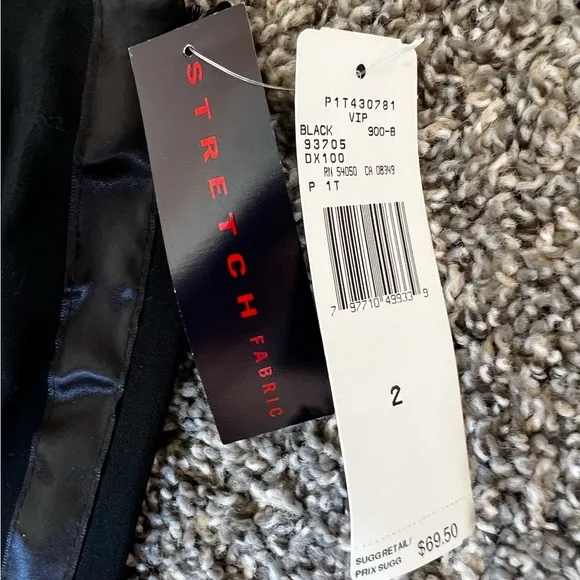 STRETCH FABRIC
P1T430781
VIP
BLACK 900-B
93705
DX100
RN 54050 CA 08349
P 1T
7 97710 49933 9
2
SUGG RETAIL/
PRIX SUGG $69.50